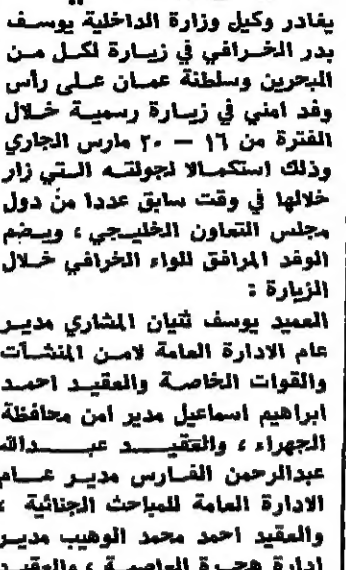 يغادر وكيل وزارة الداخلية يوسف
بدر الخرافي في زيارة لكل من
البحرين وسلطنة عمان على رأس
وفد امني في زيارة رسمية خلال
الفترة من ١٦ — ٢٠ مارس الجاري
وذلك استكمالا لجولته التي زار
خلالها في وقت سابق عددا من دول
مجلس التعاون الخليجي ، ويضم
الوفد المرافق للواء الخرافي خلال
الزيارة :
العميد يوسف ثنيان المشاري مدير
عام الادارة العامة لامن المنشآت
والقوات الخاصة والعقيد احمد
ابراهيم اسماعيل مدير امن محافظة
الجهراء ، والعقيد عبدالله
عبدالرحمن الفارس مدير عام
الادارة العامة للمباحث الجنائية ،
والعقيد احمد محمد الوهيب مدير
ادارة هجرة العاصمة ، والعقيد